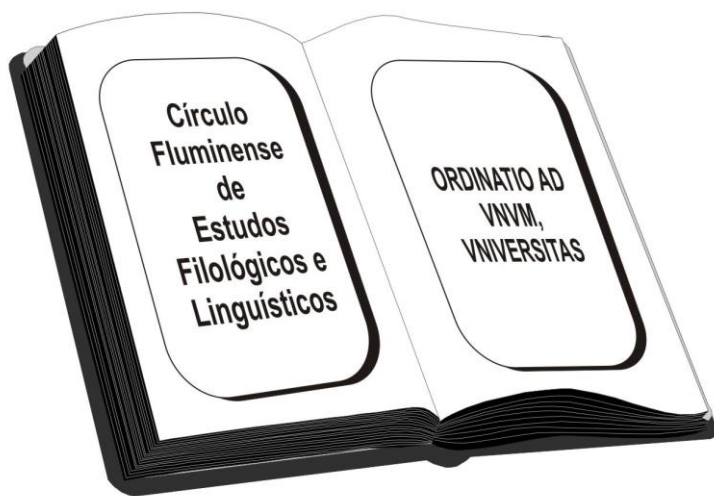 Círculo
Fluminense
de
Estudos
Filológicos e
Linguísticos
ORDINATIO AD
VNVM,
VNIVERSITAS